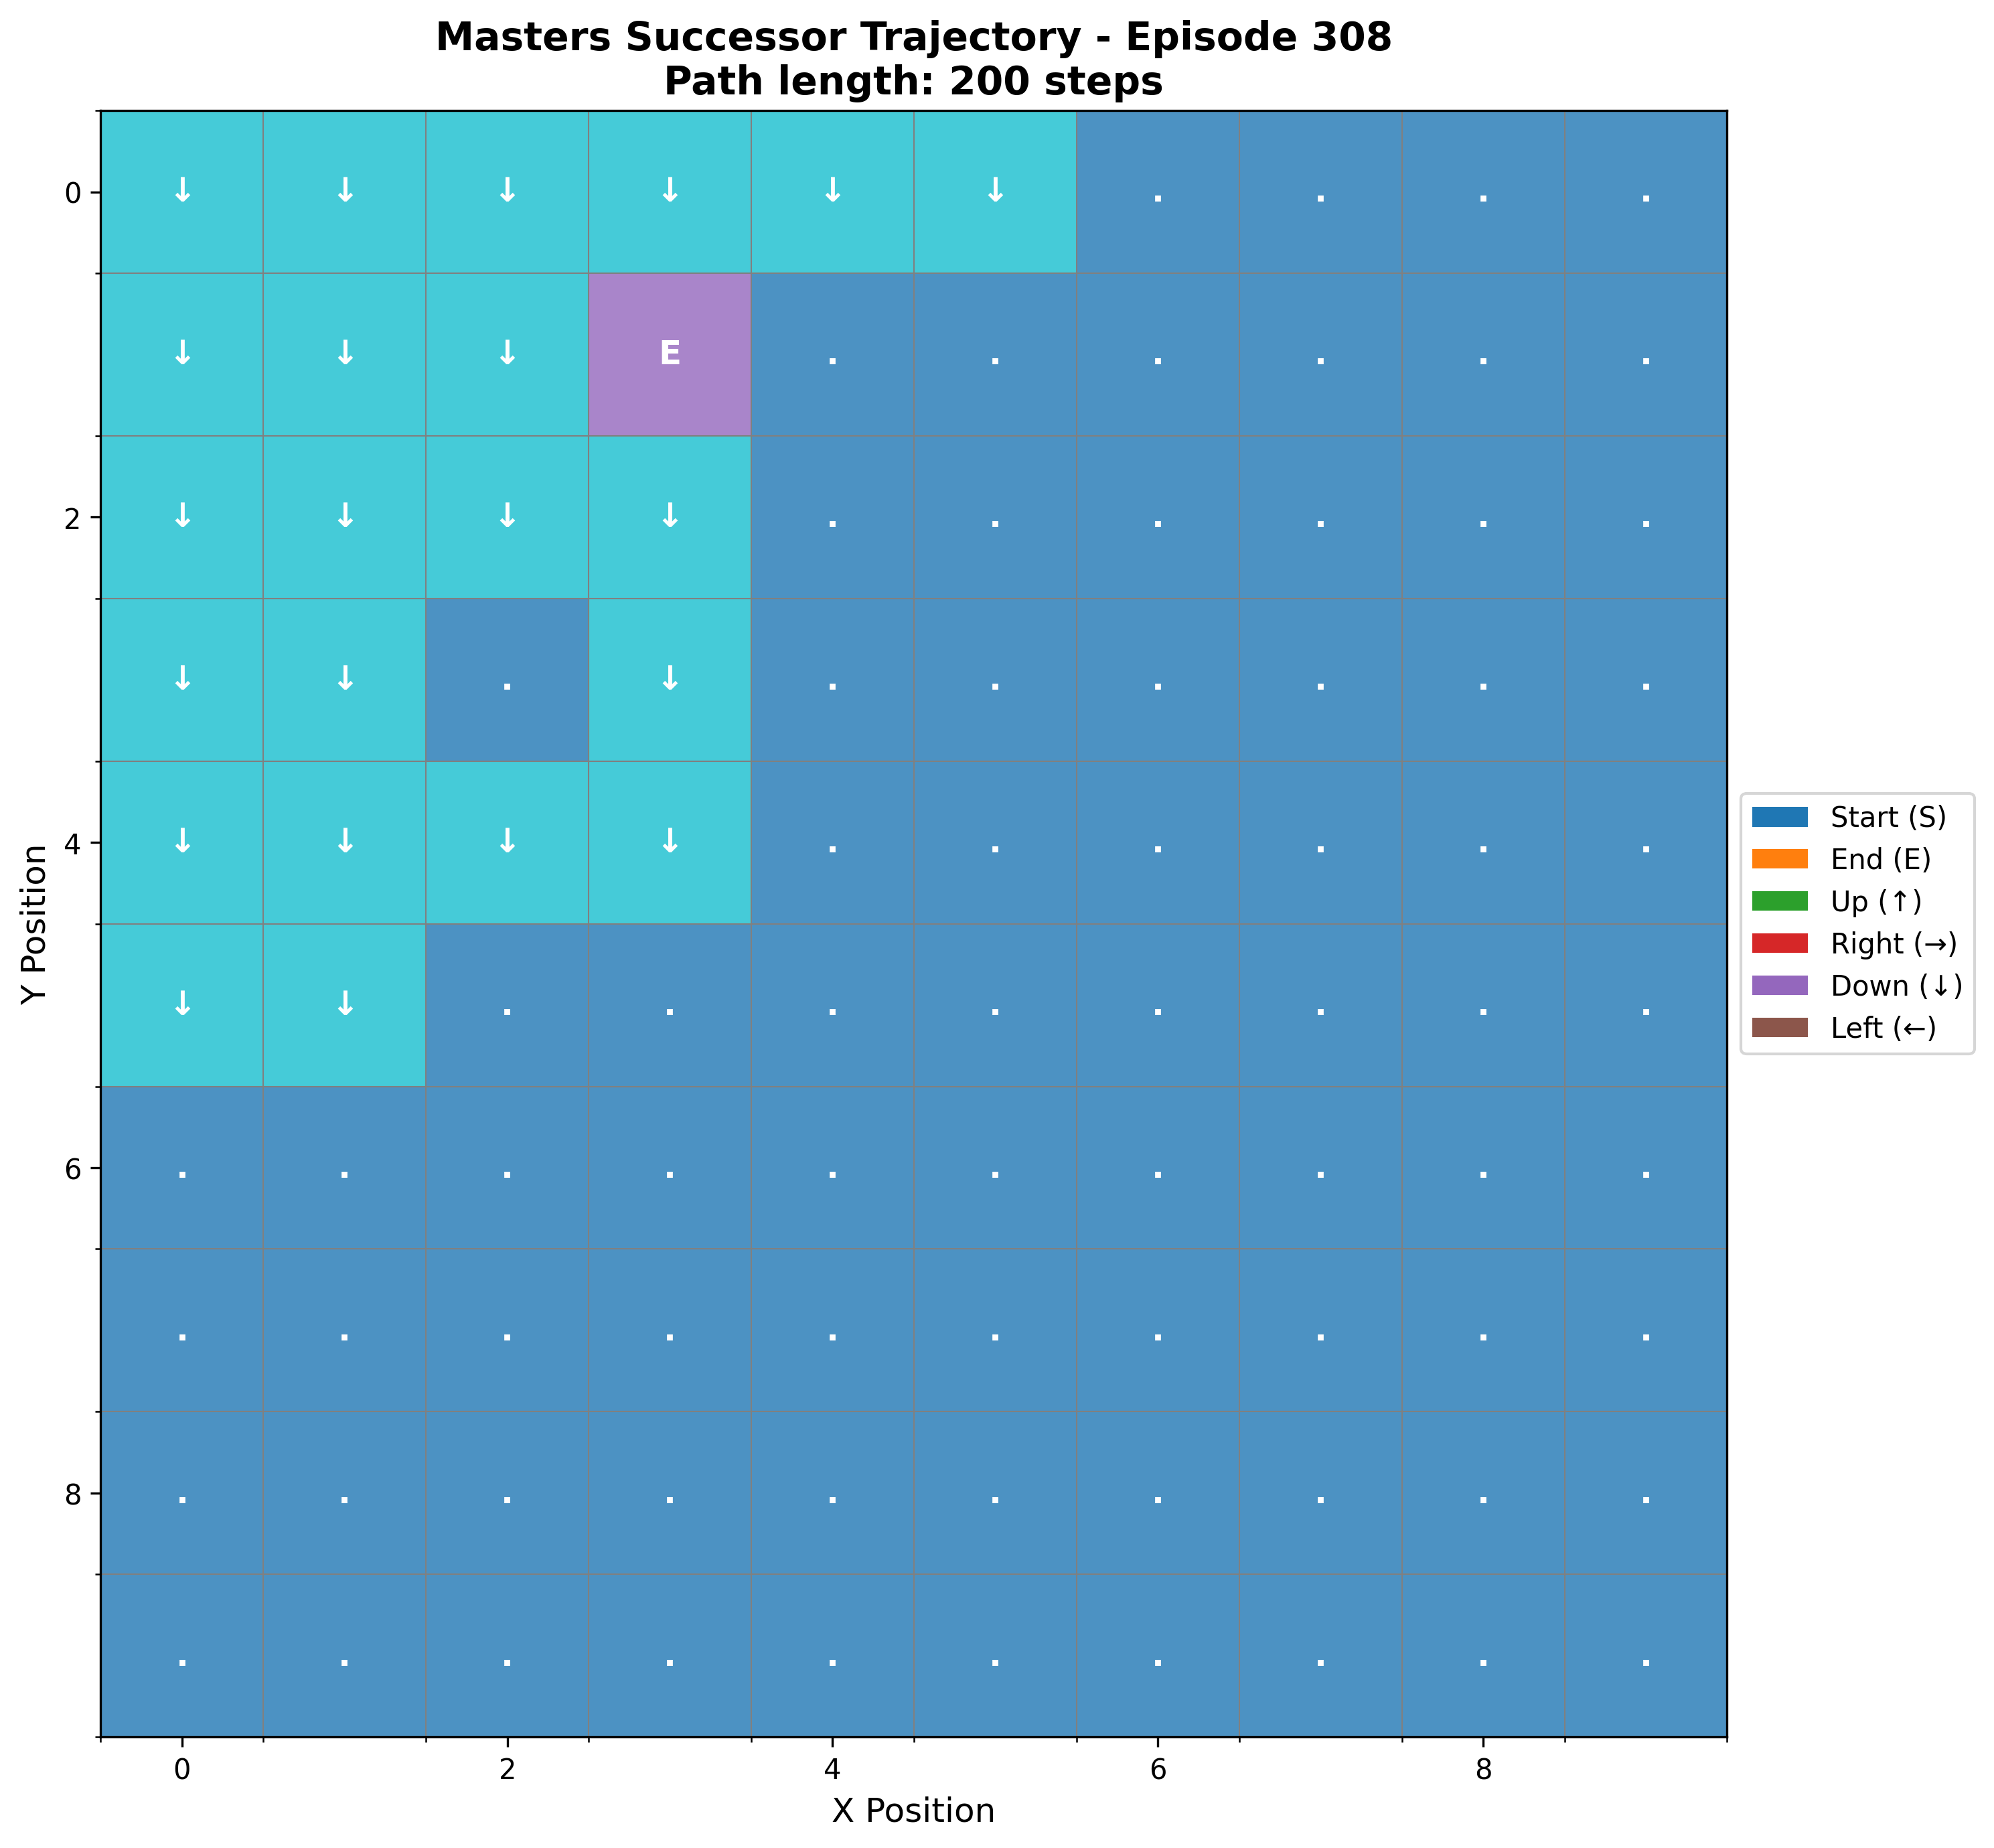 Masters Successor Trajectory - Episode 308
Path length: 200 steps
0 ↓ ↓ ↓ ↓ ↓ ↓ . . . .
↓ ↓ ↓ E . . . . . .
2 ↓ ↓ ↓ ↓ . . . . . .
↓ ↓ . ↓ . . . . . .
4 ↓ ↓ ↓ ↓ . . . . . .
↓ ↓ . . . . . . . .
6 . . . . . . . . . .
. . . . . . . . . .
8 . . . . . . . . . .
. . . . . . . . . .
0 2 4 6 8
X Position
Y Position
Start (S)
End (E)
Up (↑)
Right (→)
Down (↓)
Left (←)